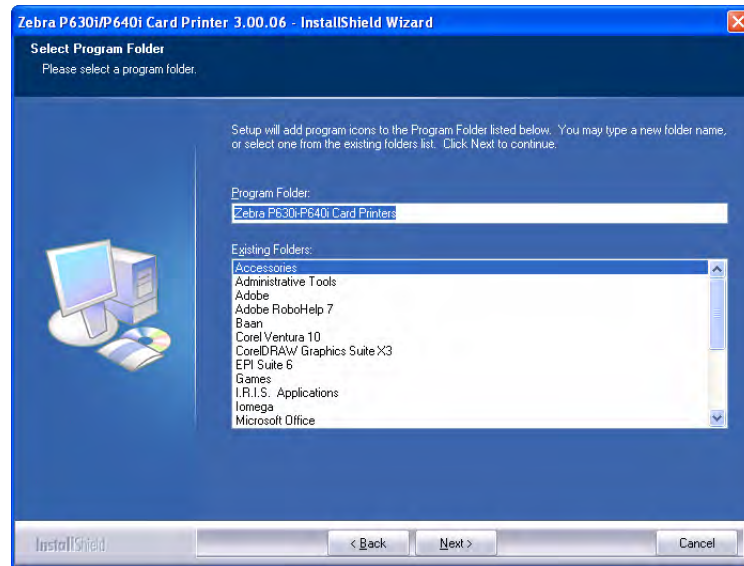 Zebra P630i/P640i Card Printer 3.00.06 - InstallShield Wizard
Select Program Folder
Please select a program folder.
Setup will add program icons to the Program Folder listed below. You may type a new folder name,
or select one from the existing folders list. Click Next to continue.
Program Folder:
Zebra P630i-P640i Card Printers
Existing Folders:
Accessories
Administrative Tools
Adobe
Adobe RoboHelp 7
Baan
Corel Ventura 10
CorelDRAW Graphics Suite X3
EPI Suite 6
Games
I.R.I.S. Applications
Iomega
Microsoft Office
InstallShield
< Back
Next >
Cancel